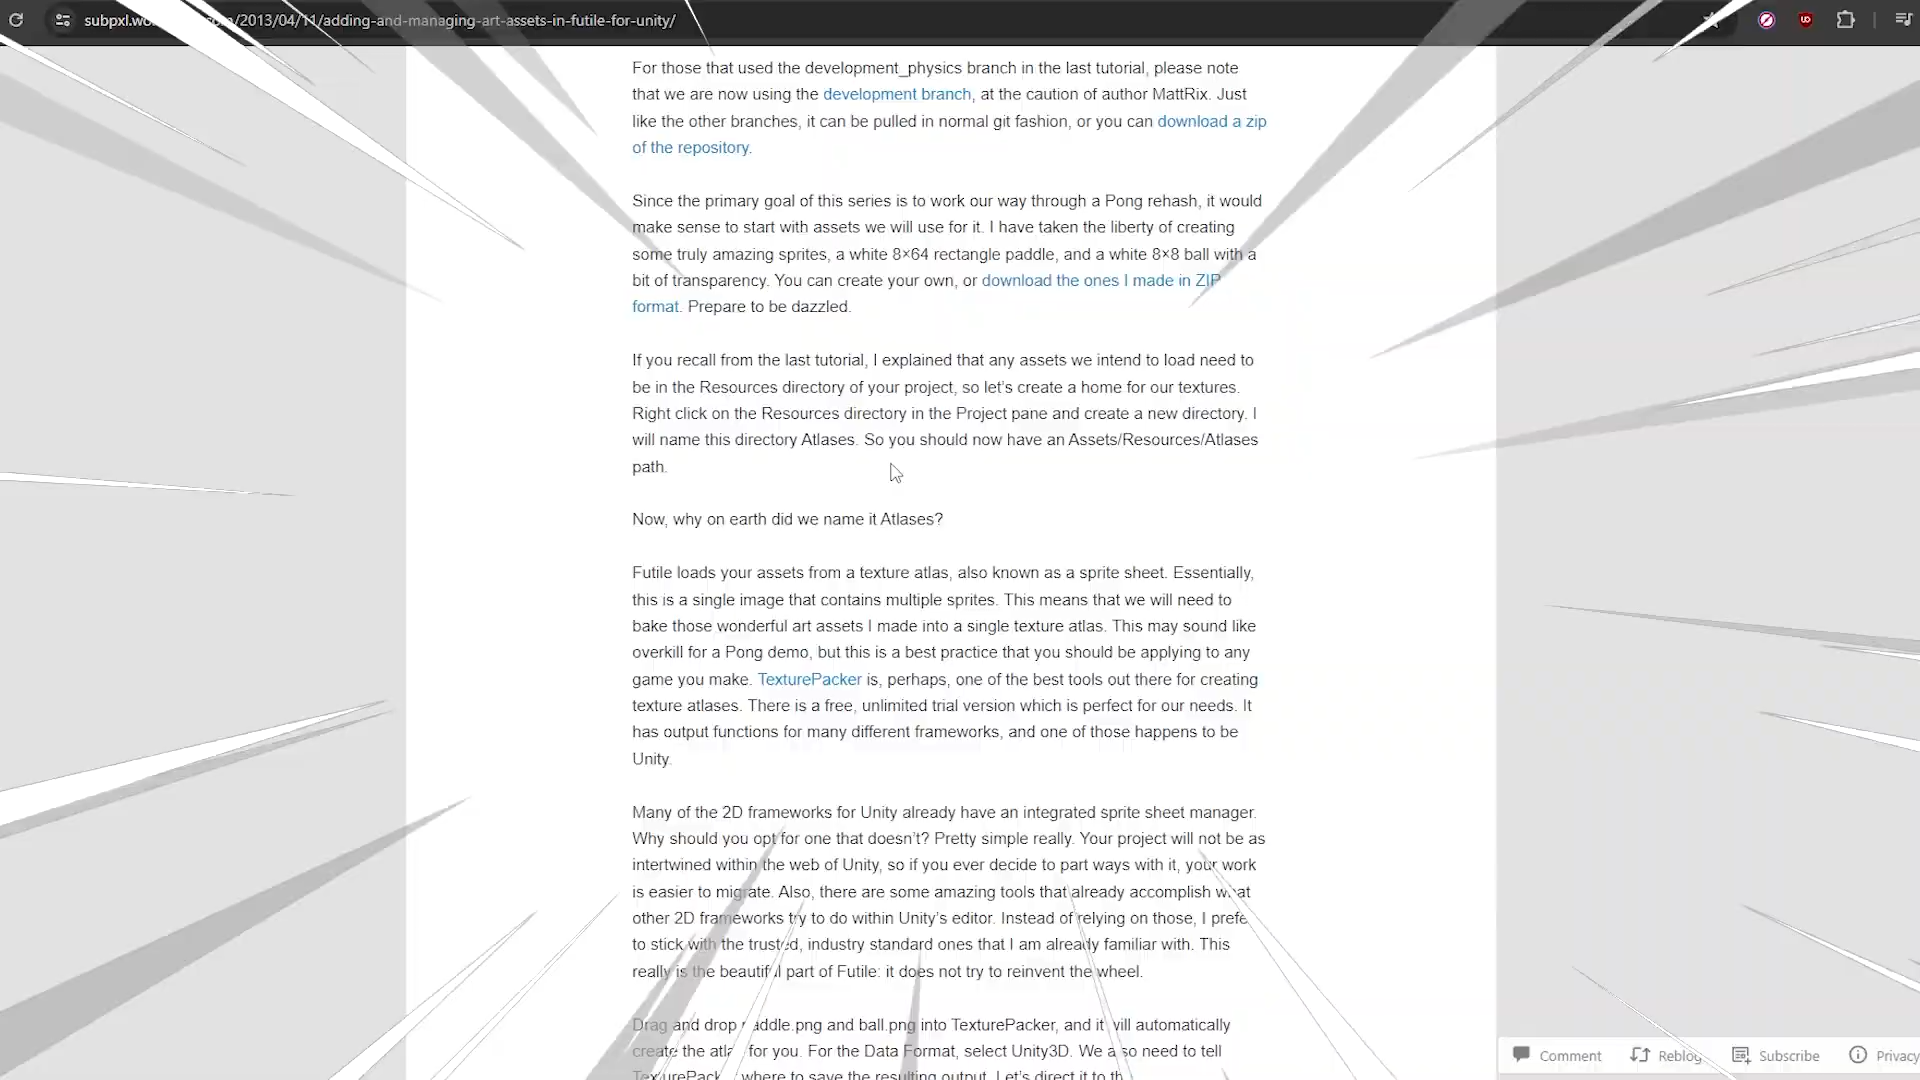 subpxl.wo /2013/04/11/adding-and-managing-art-assets-in-futile-for-unity/
For those that used the development_physics branch in the last tutorial, please note
that we are now using the development branch, at the caution of author MattRix. Just
like the other branches, it can be pulled in normal git fashion, or you can download a zip
of the repository.
Since the primary goal of this series is to work our way through a Pong rehash, it would
make sense to start with assets we will use for it. I have taken the liberty of creating
some truly amazing sprites, a white 8×64 rectangle paddle, and a white 8×8 ball with a
bit of transparency. You can create your own, or download the ones I made in ZIP
format. Prepare to be dazzled.
If you recall from the last tutorial, I explained that any assets we intend to load need to
be in the Resources directory of your project, so let's create a home for our textures.
Right click on the Resources directory in the Project pane and create a new directory. I
will name this directory Atlases. So you should now have an Assets/Resources/Atlases
path.
Now, why on earth did we name it Atlases?
Futile loads your assets from a texture atlas, also known as a sprite sheet. Essentially,
this is a single image that contains multiple sprites. This means that we will need to
bake those wonderful art assets I made into a single texture atlas. This may sound like
overkill for a Pong demo, but this is a best practice that you should be applying to any
game you make. TexturePacker is, perhaps, one of the best tools out there for creating
texture atlases. There is a free, unlimited trial version which is perfect for our needs. It
has output functions for many different frameworks, and one of those happens to be
Unity.
Many of the 2D frameworks for Unity already have an integrated sprite sheet manager.
Why should you opt for one that doesn't? Pretty simple really. Your project will not be as
intertwined within the web of Unity, so if you ever decide to part ways with it, your work
is easier to migrate. Also, there are some amazing tools that already accomplish what
other 2D frameworks try to do within Unity's editor. Instead of relying on those, I prefe
to stick with the trusted, industry standard ones that I am already familiar with. This
really is the beautiful part of Futile: it does not try to reinvent the wheel.
Drag and drop paddle.png and ball.png into TexturePacker, and it will automatically
create the atlas for you. For the Data Format, select Unity3D. We also need to tell
where to save the resulting output. Let's direct it to th
Comment Reblog Subscribe Privacy